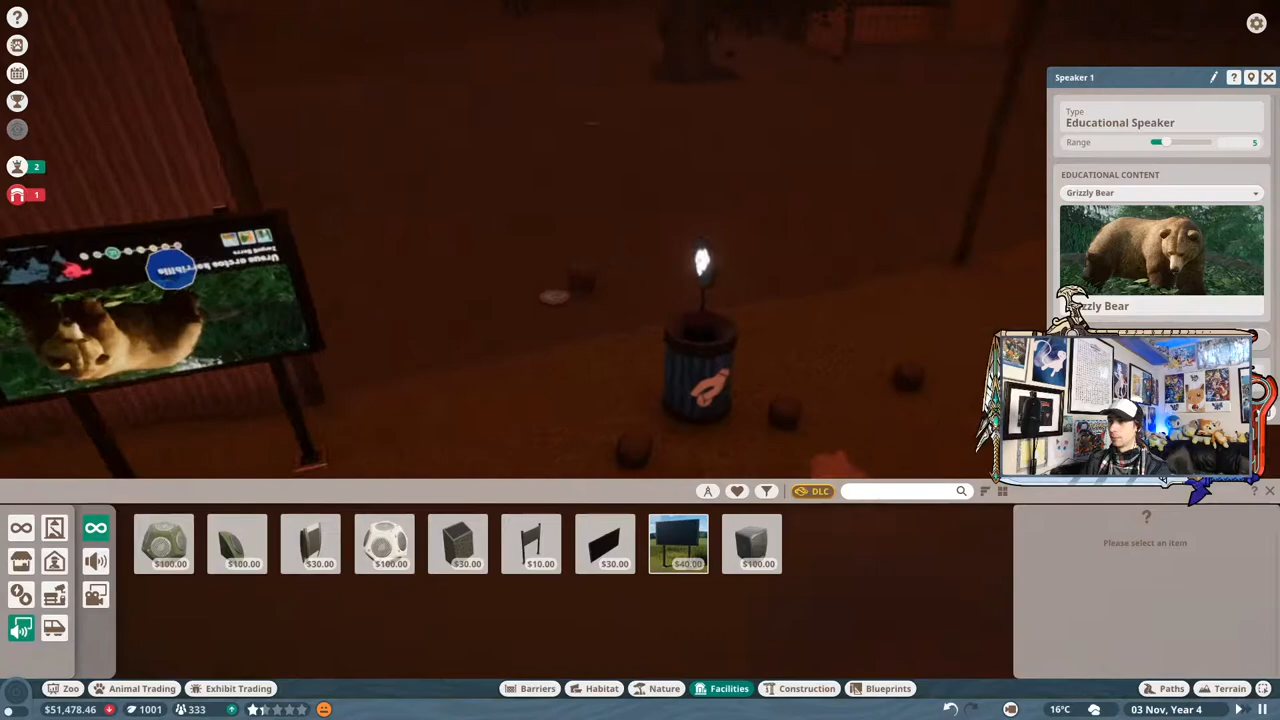 Speaker 1
?
?
Type
Educational Speaker
Range
5
EDUCATIONAL CONTENT
Grizzly Bear
2
1
Ursus arctos horribilis
zzly Bear
DLC
?
$100.00
$100.00
$30.00
$100.00
$30.00
$10.00
$30.00
$40.00
$100.00
?
Please select an item
Zoo
Animal Trading
Exhibit Trading
Barriers
Habitat
Nature
Facilities
Construction
Blueprints
Paths
Terrain
$51,478.46
1001
333
16°C
03 Nov, Year 4